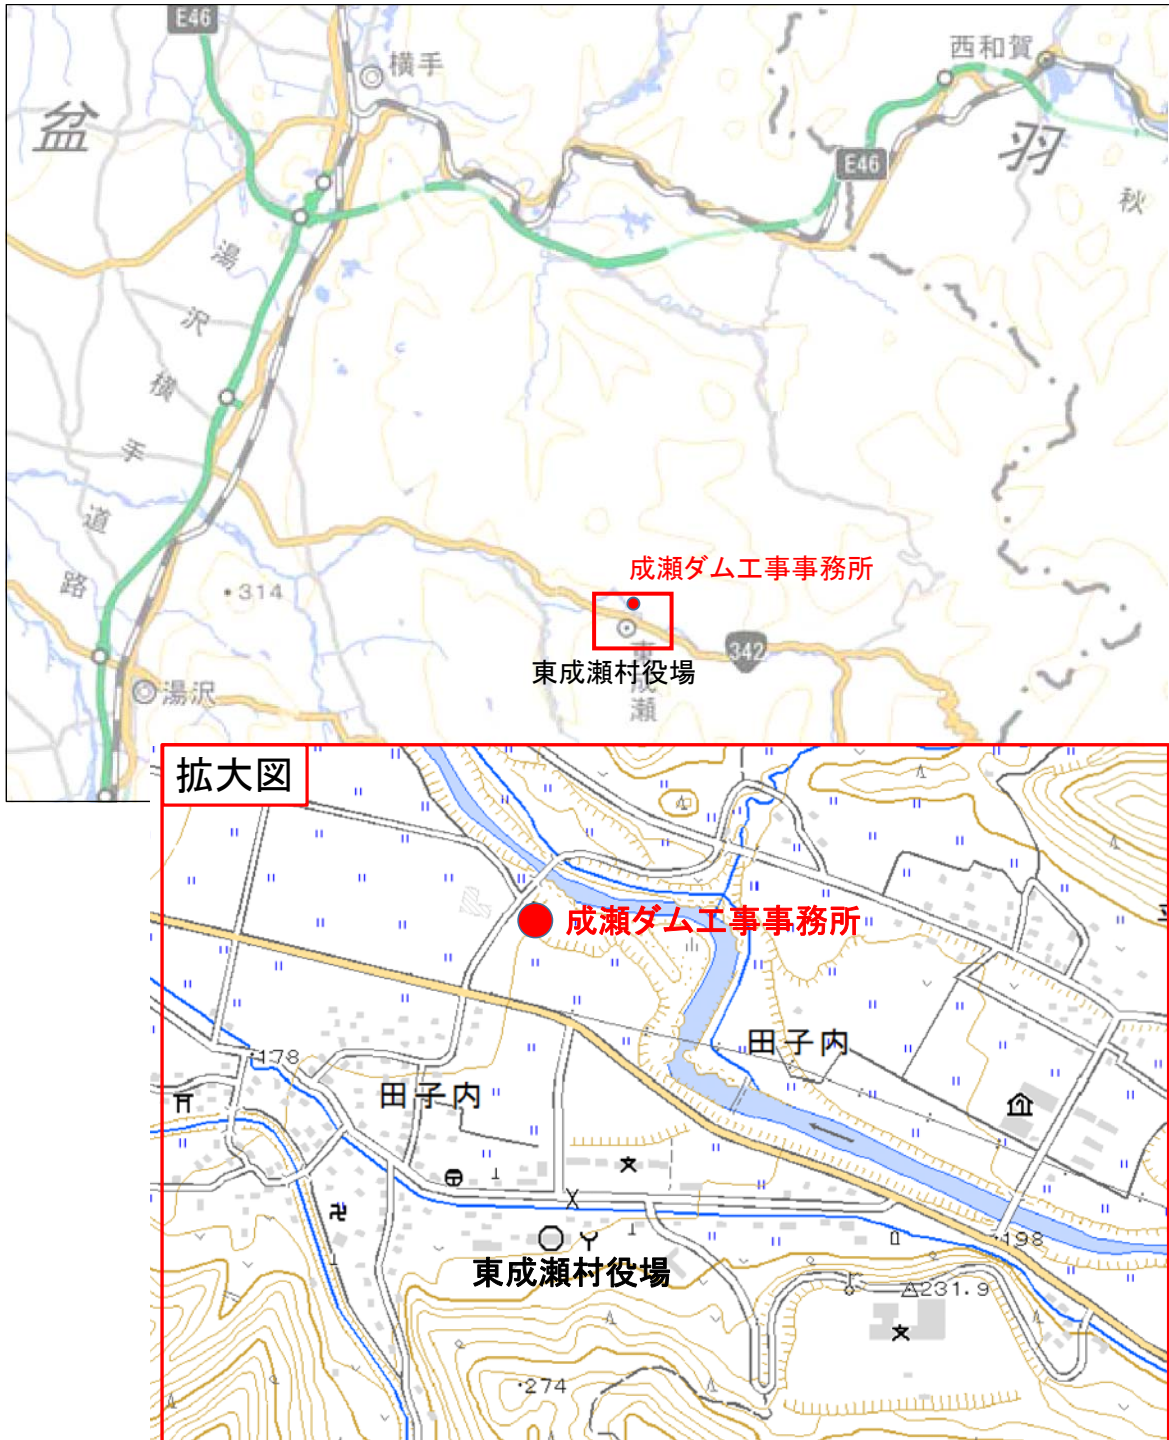 E46
横手
西和賀
盆
羽
E46
秋
湯
沢
横
手
道
路
・314
成瀬ダム工事事務所
東成瀬
342
東成瀬村役場
湯沢
拡大図
成瀬ダム工事事務所
田子内
・178
田子内
・198
東成瀬村役場
231.9
・274